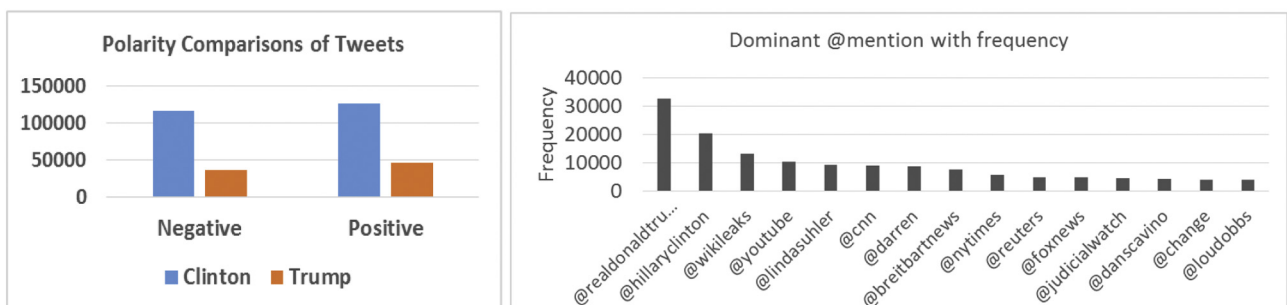 Polarity Comparisons of Tweets
150000
100000
50000
0
Negative Positive
Clinton Trump
Dominant @mention with frequency
Frequency
40000
30000
20000
10000
0
@realdonaldtru...
@hiillaryclinton
@wikileaks
@youtube
@lindasuhler
@cnn
@darren
@breitbartnews
@nytimes
@reuters
@foxnews
@judicialwatch
@danscavino
@change
@loudobbs